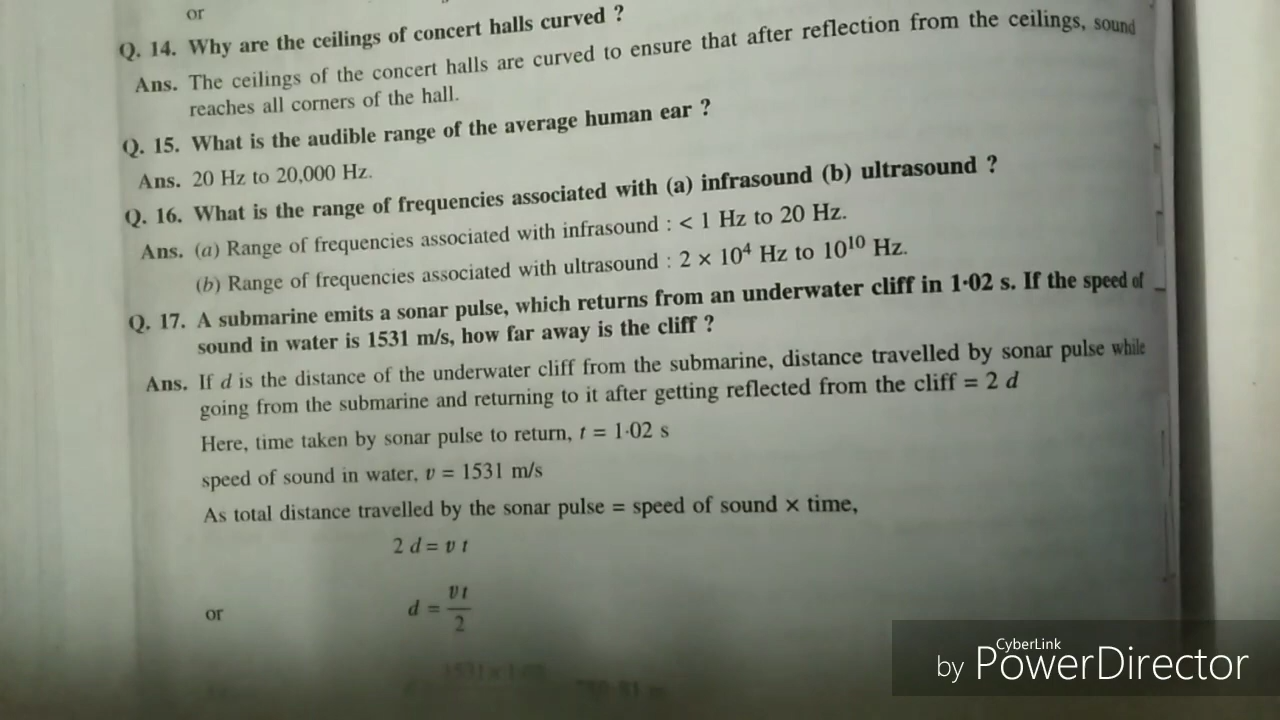 or
Q. 14. Why are the ceilings of concert halls curved ?
Ans. The ceilings of the concert halls are curved to ensure that after reflection from the ceilings, sound
reaches all corners of the hall.
Q. 15. What is the audible range of the average human ear ?
Ans. 20 Hz to 20,000 Hz.
Q. 16. What is the range of frequencies associated with (a) infrasound (b) ultrasound ?
Ans. (a) Range of frequencies associated with infrasound : < 1 Hz to 20 Hz.
(b) Range of frequencies associated with ultrasound : 2 × 10⁴ Hz to 10¹⁰ Hz.
Q. 17. A submarine emits a sonar pulse, which returns from an underwater cliff in 1·02 s. If the speed of
sound in water is 1531 m/s, how far away is the cliff ?
Ans. If d is the distance of the underwater cliff from the submarine, distance travelled by sonar pulse while
going from the submarine and returning to it after getting reflected from the cliff = 2 d
Here, time taken by sonar pulse to return, t = 1·02 s
speed of sound in water, v = 1531 m/s
As total distance travelled by the sonar pulse = speed of sound × time,
2 d = v t
or d = v t / 2
CyberLink
by PowerDirector